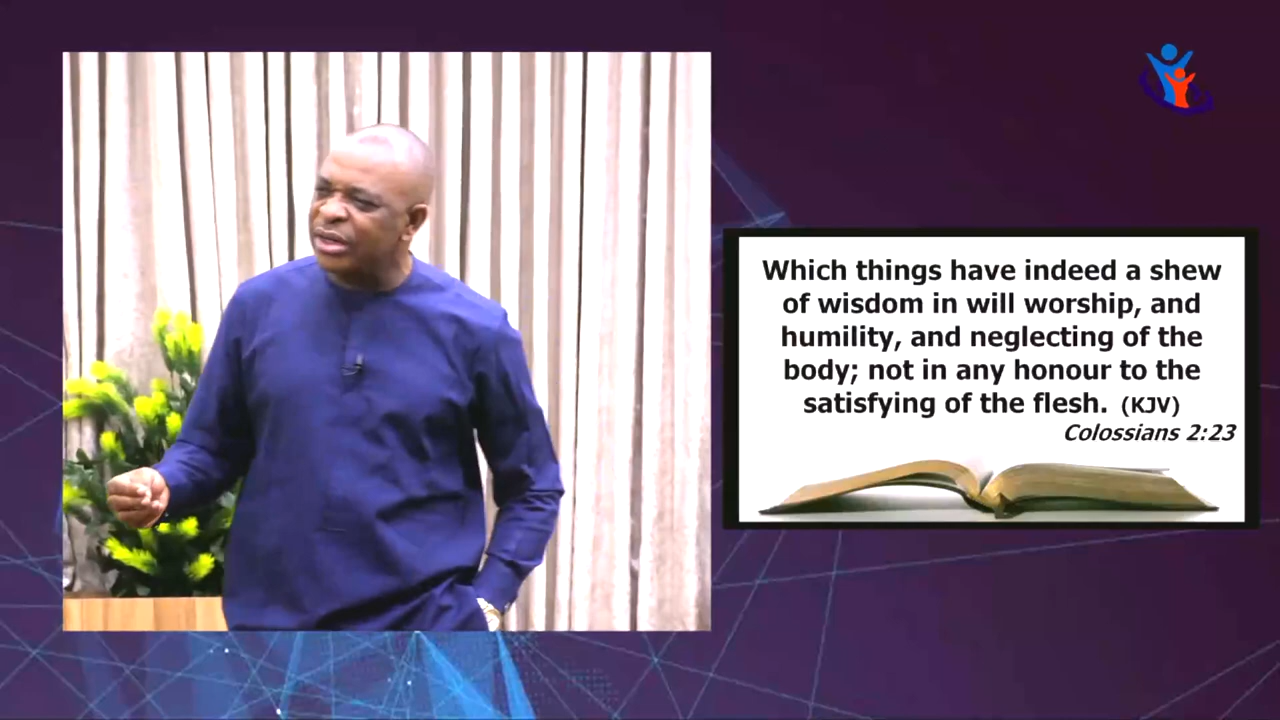 Which things have indeed a shew
of wisdom in will worship, and
humility, and neglecting of the
body; not in any honour to the
satisfying of the flesh. (KJV)
Colossians 2:23